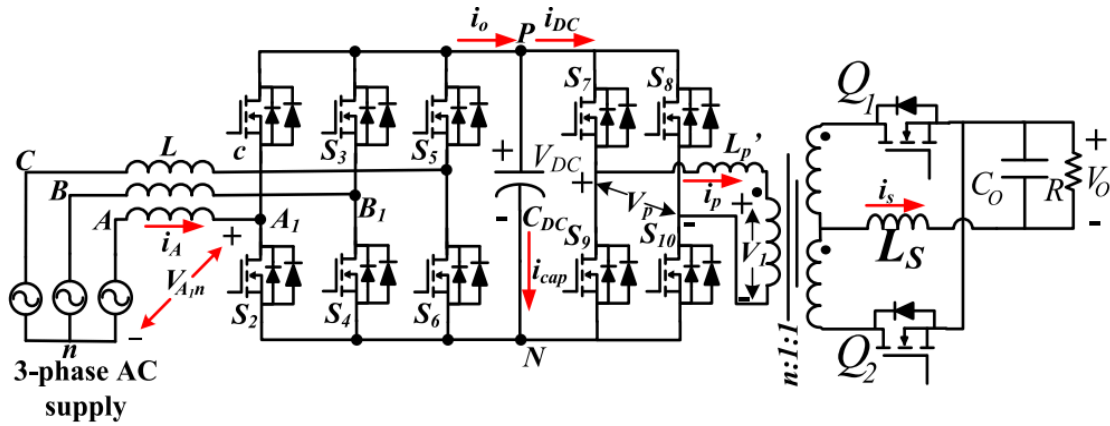 i_o P i_DC
S_7 S_8 Q_1
c S_3 S_5
C L
B
A i_A A_1 B_1
+ V_DC -
C_DC
L_p'
+ V_p - i_p
+ V_1 -
i_s
L_S
C_O R
+ V_O -
S_9 S_10
i_cap
+ V_A1n -
S_2 S_4 S_6
n N
n:1:1
Q_2
3-phase AC
supply